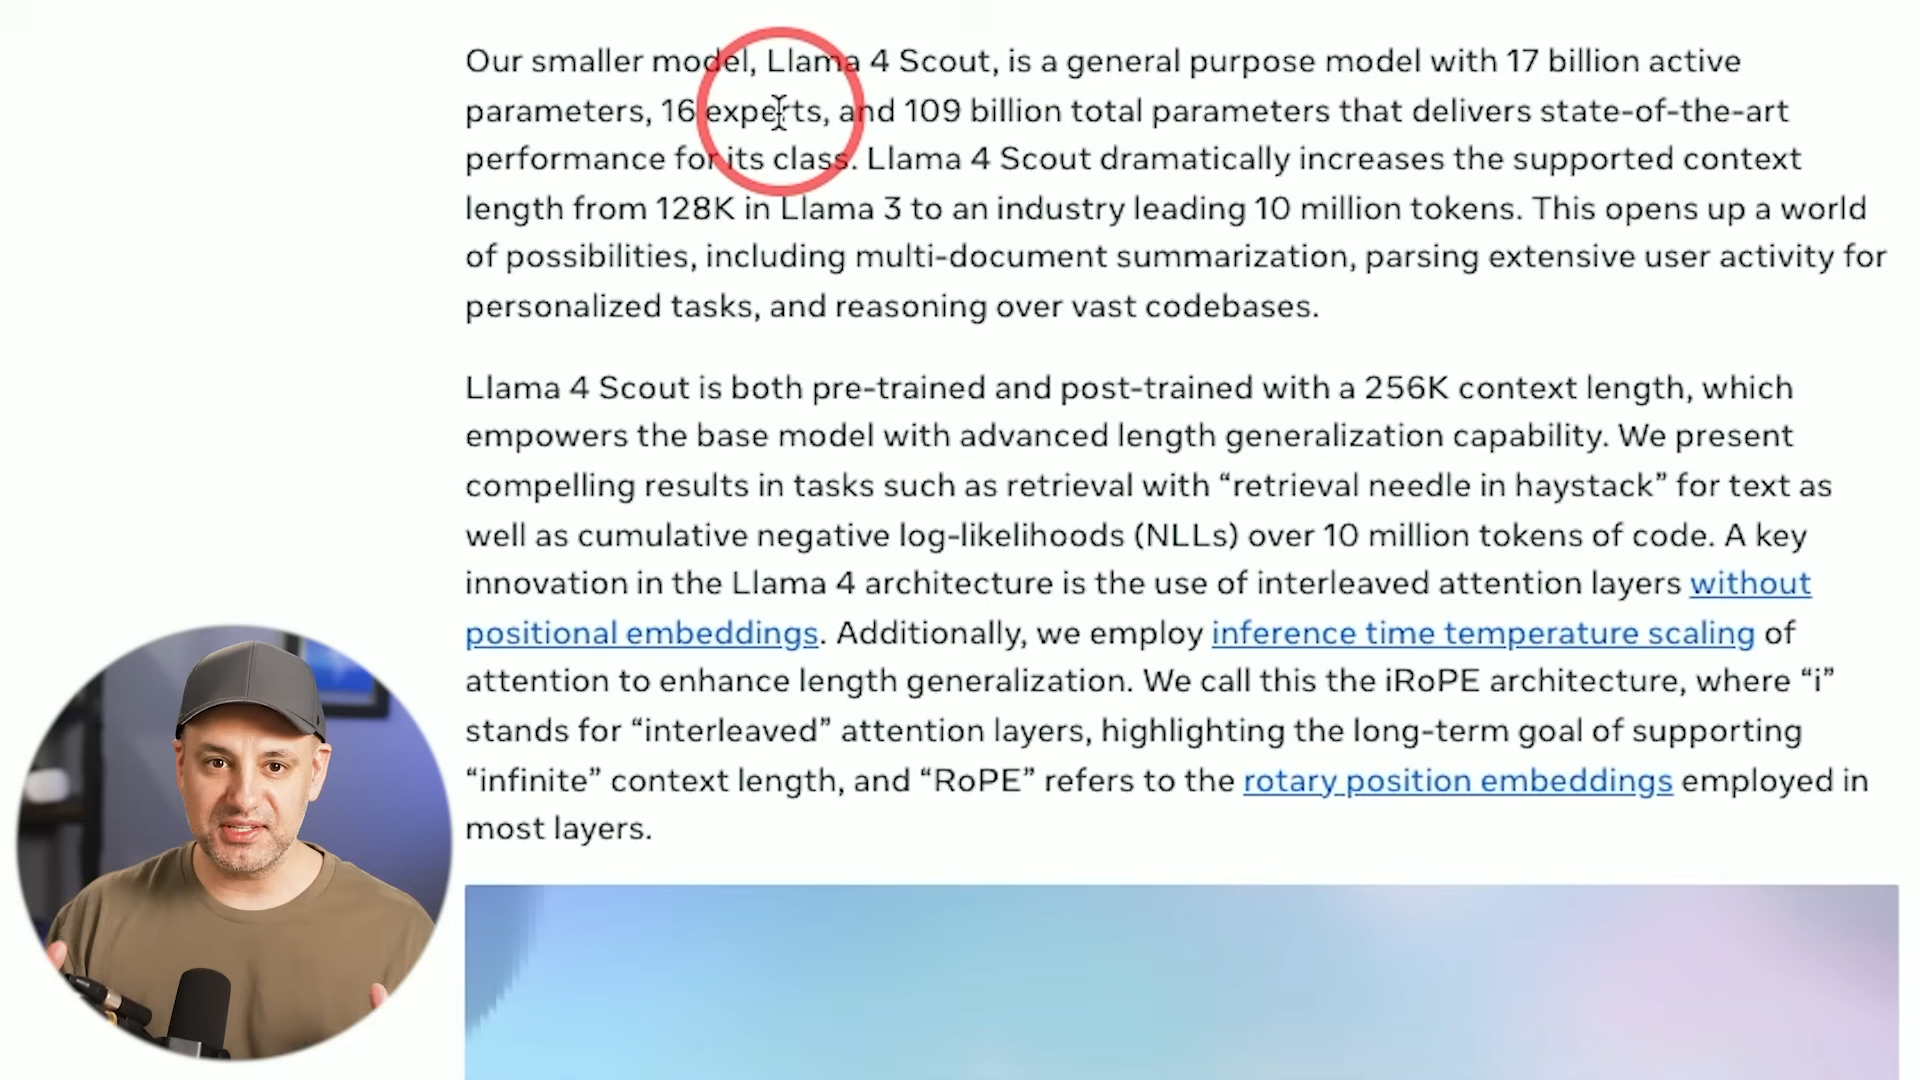 Our smaller model, Llama 4 Scout, is a general purpose model with 17 billion active
parameters, 16 experts, and 109 billion total parameters that delivers state-of-the-art
performance for its class. Llama 4 Scout dramatically increases the supported context
length from 128K in Llama 3 to an industry leading 10 million tokens. This opens up a world
of possibilities, including multi-document summarization, parsing extensive user activity for
personalized tasks, and reasoning over vast codebases.
Llama 4 Scout is both pre-trained and post-trained with a 256K context length, which
empowers the base model with advanced length generalization capability. We present
compelling results in tasks such as retrieval with “retrieval needle in haystack” for text as
well as cumulative negative log-likelihoods (NLLs) over 10 million tokens of code. A key
innovation in the Llama 4 architecture is the use of interleaved attention layers without
positional embeddings. Additionally, we employ inference time temperature scaling of
attention to enhance length generalization. We call this the iRoPE architecture, where “i”
stands for “interleaved” attention layers, highlighting the long-term goal of supporting
“infinite” context length, and “RoPE” refers to the rotary position embeddings employed in
most layers.